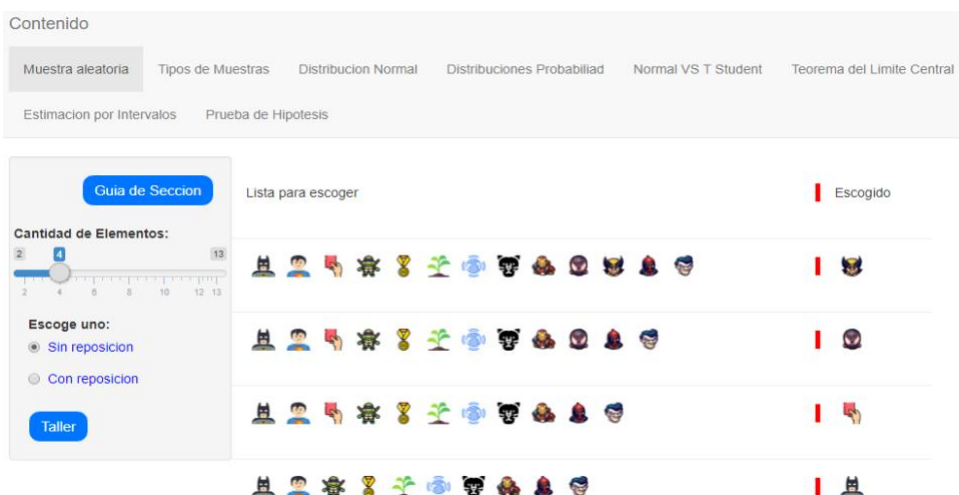 Contenido
Muestra aleatoria Tipos de Muestras Distribucion Normal Distribuciones Probabiliad Normal VS T Student Teorema del Limite Central
Estimacion por Intervalos Prueba de Hipotesis
Guia de Seccion
Lista para escoger
Escogido
Cantidad de Elementos:
2 4 13
2 4 6 8 10 12 13
Escoge uno:
Sin reposicion
Con reposicion
Taller